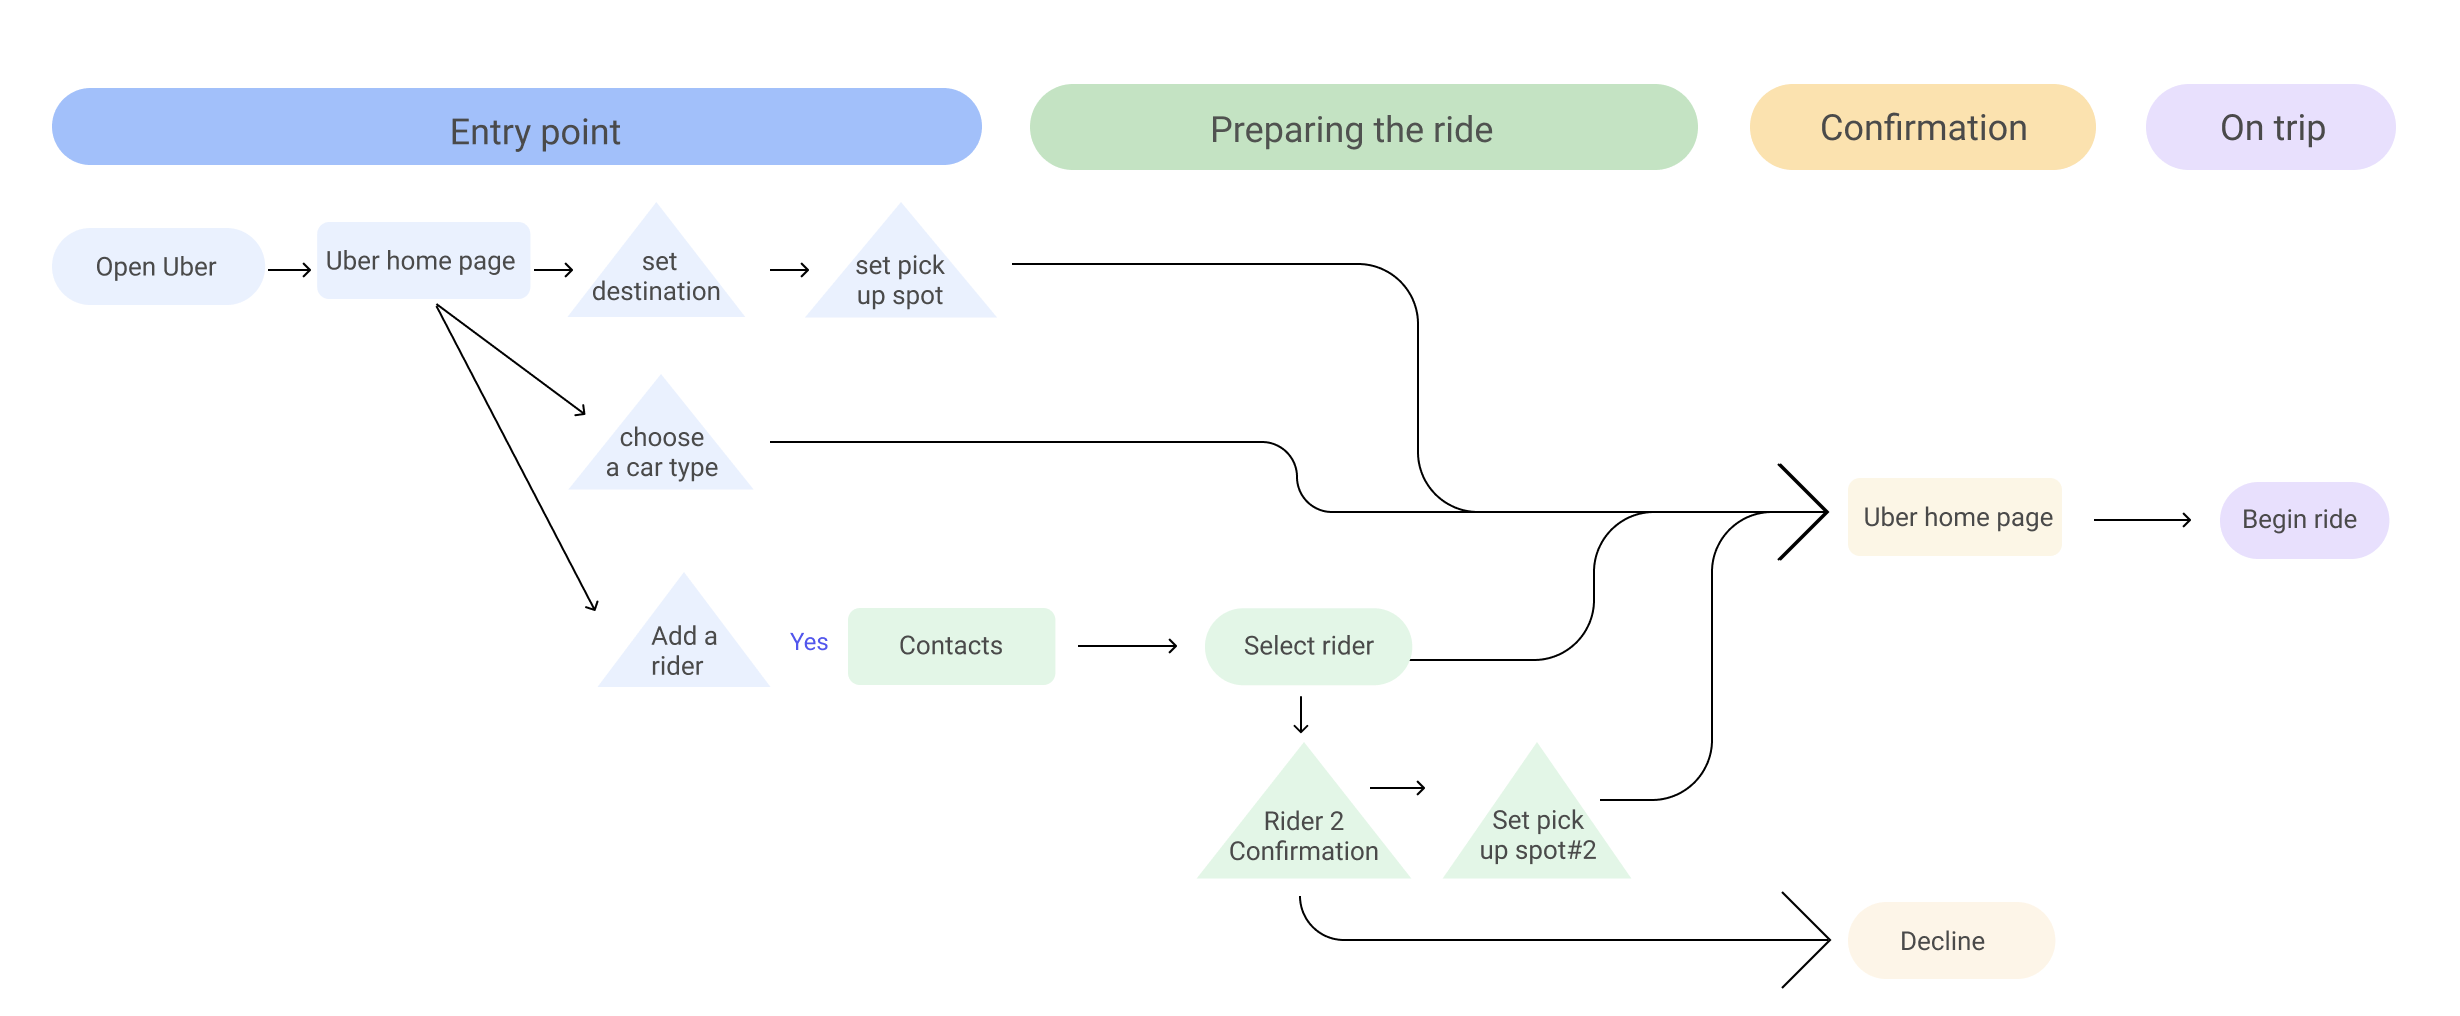 Entry point
Preparing the ride
Confirmation
On trip
Open Uber
Uber home page
set
destination
set pick
up spot
choose
a car type
Uber home page
Begin ride
Add a
rider
Yes
Contacts
Select rider
Rider 2
Confirmation
Set pick
up spot#2
Decline